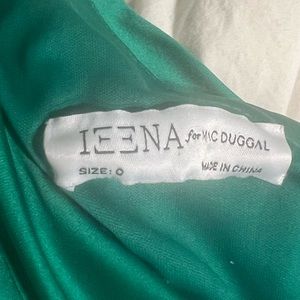 IEENA for MAC DUGGAL
SIZE: 0
MADE IN CHINA